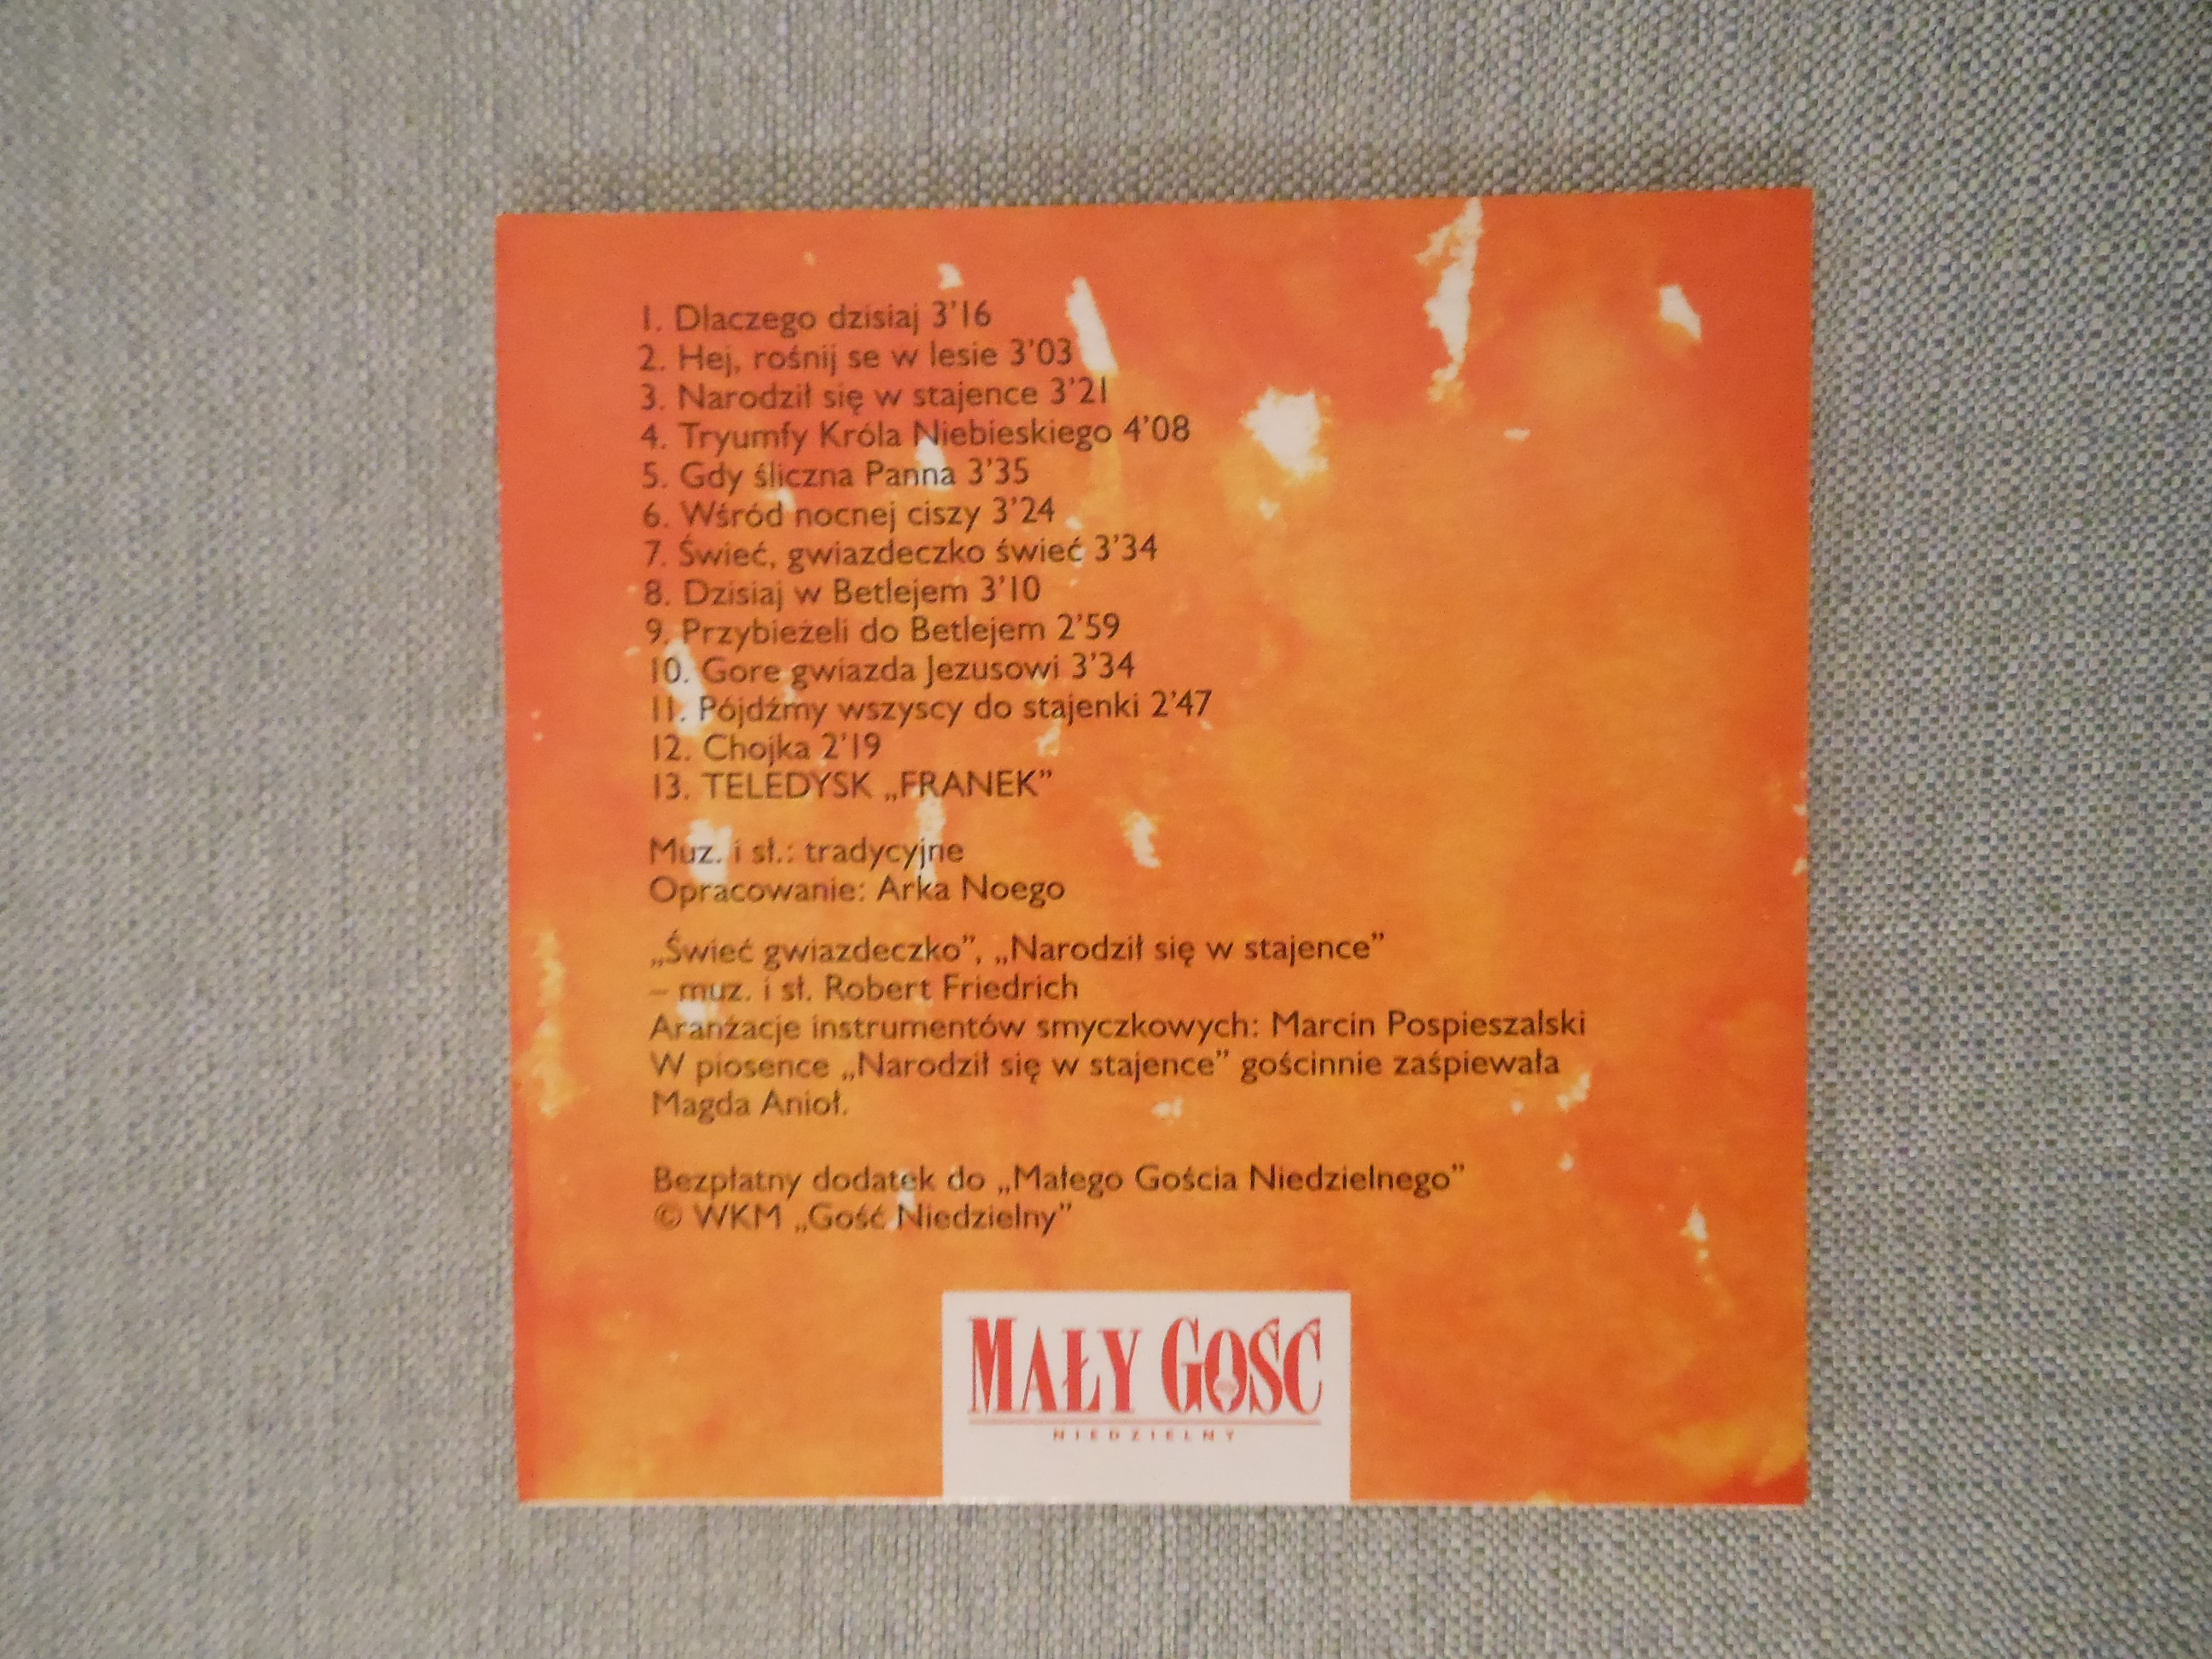 1. Dlaczego dzisiaj 3'16
2. Hej, rośnij se w lesie 3'03
3. Narodził się w stajence 3'21
4. Tryumfy Króla Niebieskiego 4'08
5. Gdy śliczna Panna 3'35
6. Wśród nocnej ciszy 3'24
7. Świeć, gwiazdeczko świeć 3'34
8. Dzisiaj w Betlejem 3'10
9. Przybieżeli do Betlejem 2'59
10. Gore gwiazda Jezusowi 3'34
11. Pójdźmy wszyscy do stajenki 2'47
12. Chojka 2'19
13. TELEDYSK „FRANEK”
Muz. i sł.: tradycyjne
Opracowanie: Arka Noego
„Świeć gwiazdeczko”, „Narodził się w stajence”
– muz. i sł. Robert Friedrich
Aranżacje instrumentów smyczkowych: Marcin Pospieszalski
W piosence „Narodził się w stajence” gościnnie zaśpiewała
Magda Anioł.
Bezpłatny dodatek do „Małego Gościa Niedzielnego”
© WKM „Gość Niedzielny”
MAŁY GOŚĆ
NIEDZIELNY